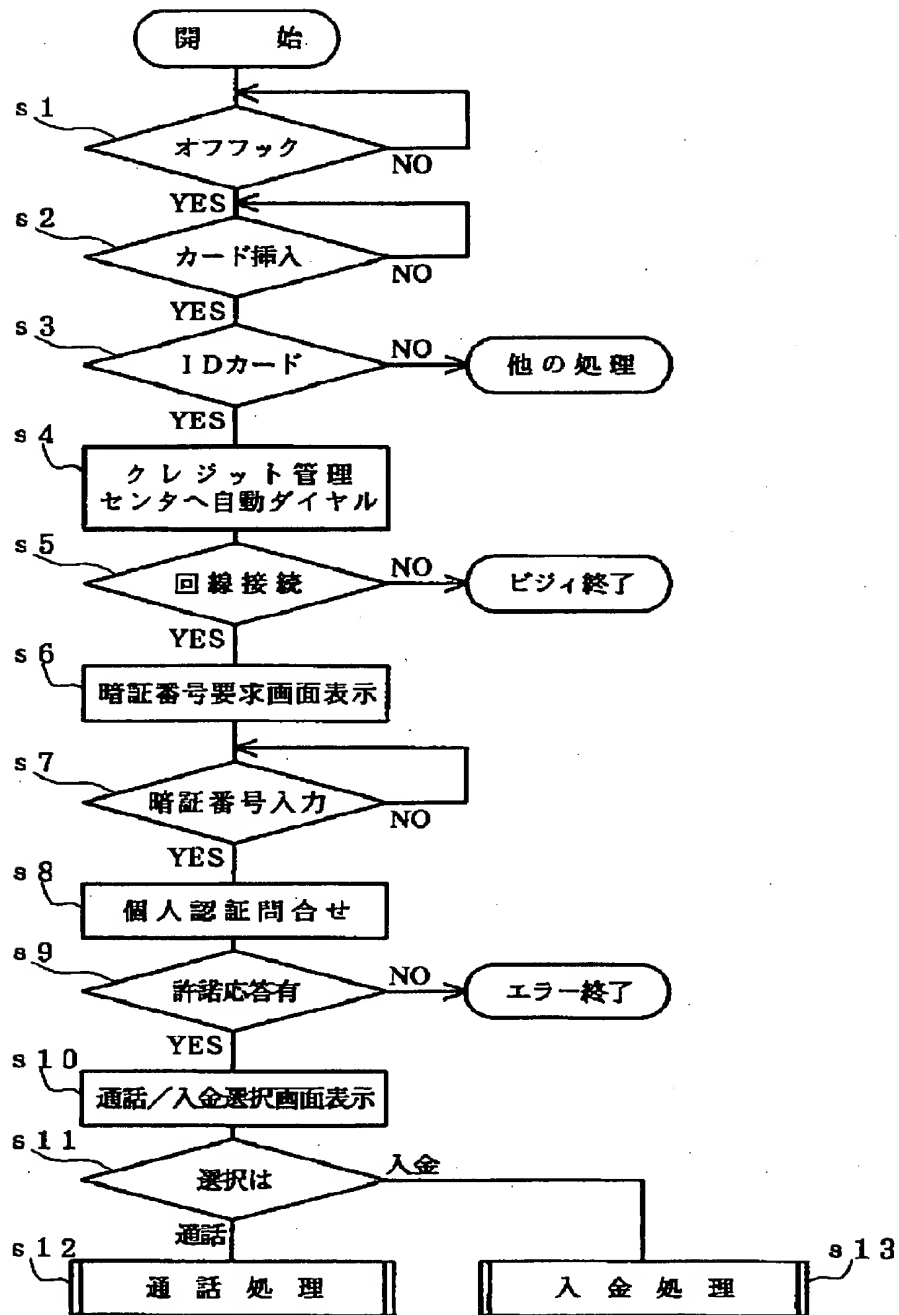 開 始
s1
オフフック
NO
YES
s2
カード挿入
NO
YES
s3
IDカード
NO
他の処理
YES
s4
クレジット管理
センタへ自動ダイヤル
s5
回線接続
NO
ビジィ終了
YES
s6
暗証番号要求画面表示
s7
暗証番号入力
NO
YES
s8
個人認証問合せ
s9
許諾応答有
NO
エラー終了
YES
s10
通話/入金選択画面表示
s11
選択は
入金
通話
s12
通話処理
入金処理
s13